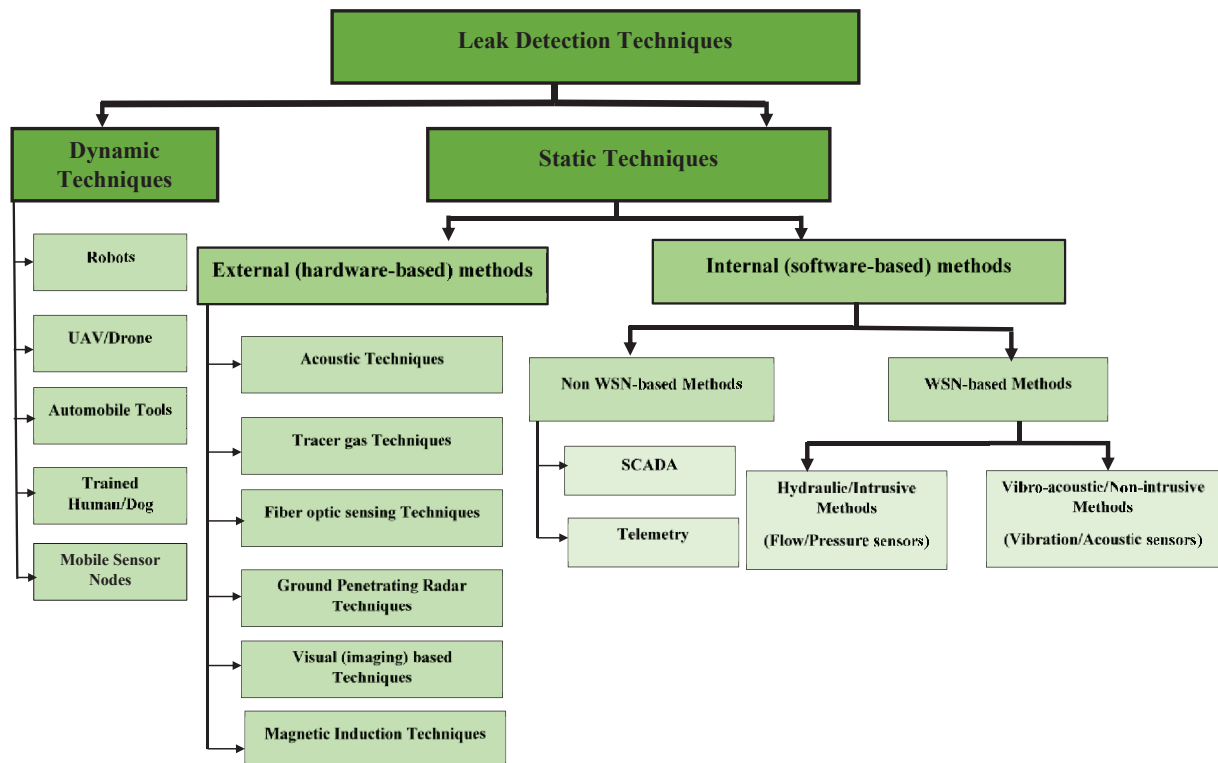 Leak Detection Techniques
Dynamic
Techniques
Static Techniques
Robots
UAV/Drone
Automobile Tools
Trained
Human/Dog
Mobile Sensor
Nodes
External (hardware-based) methods
Acoustic Techniques
Tracer gas Techniques
Fiber optic sensing Techniques
Ground Penetrating Radar
Techniques
Visual (imaging) based
Techniques
Magnetic Induction Techniques
Internal (software-based) methods
Non WSN-based Methods
SCADA
Telemetry
WSN-based Methods
Hydraulic/Intrusive
Methods
(Flow/Pressure sensors)
Vibro-acoustic/Non-intrusive
Methods
(Vibration/Acoustic sensors)